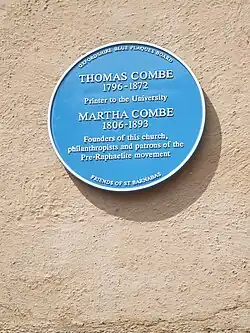 OXFORDSHIRE BLUE PLAQUES BOARD
THOMAS COMBE
1796-1872
Printer to the University
MARTHA COMBE
1806-1893
Founders of this church,
philanthropists and patrons of the
Pre-Raphaelite movement
FRIENDS OF ST BARNABAS